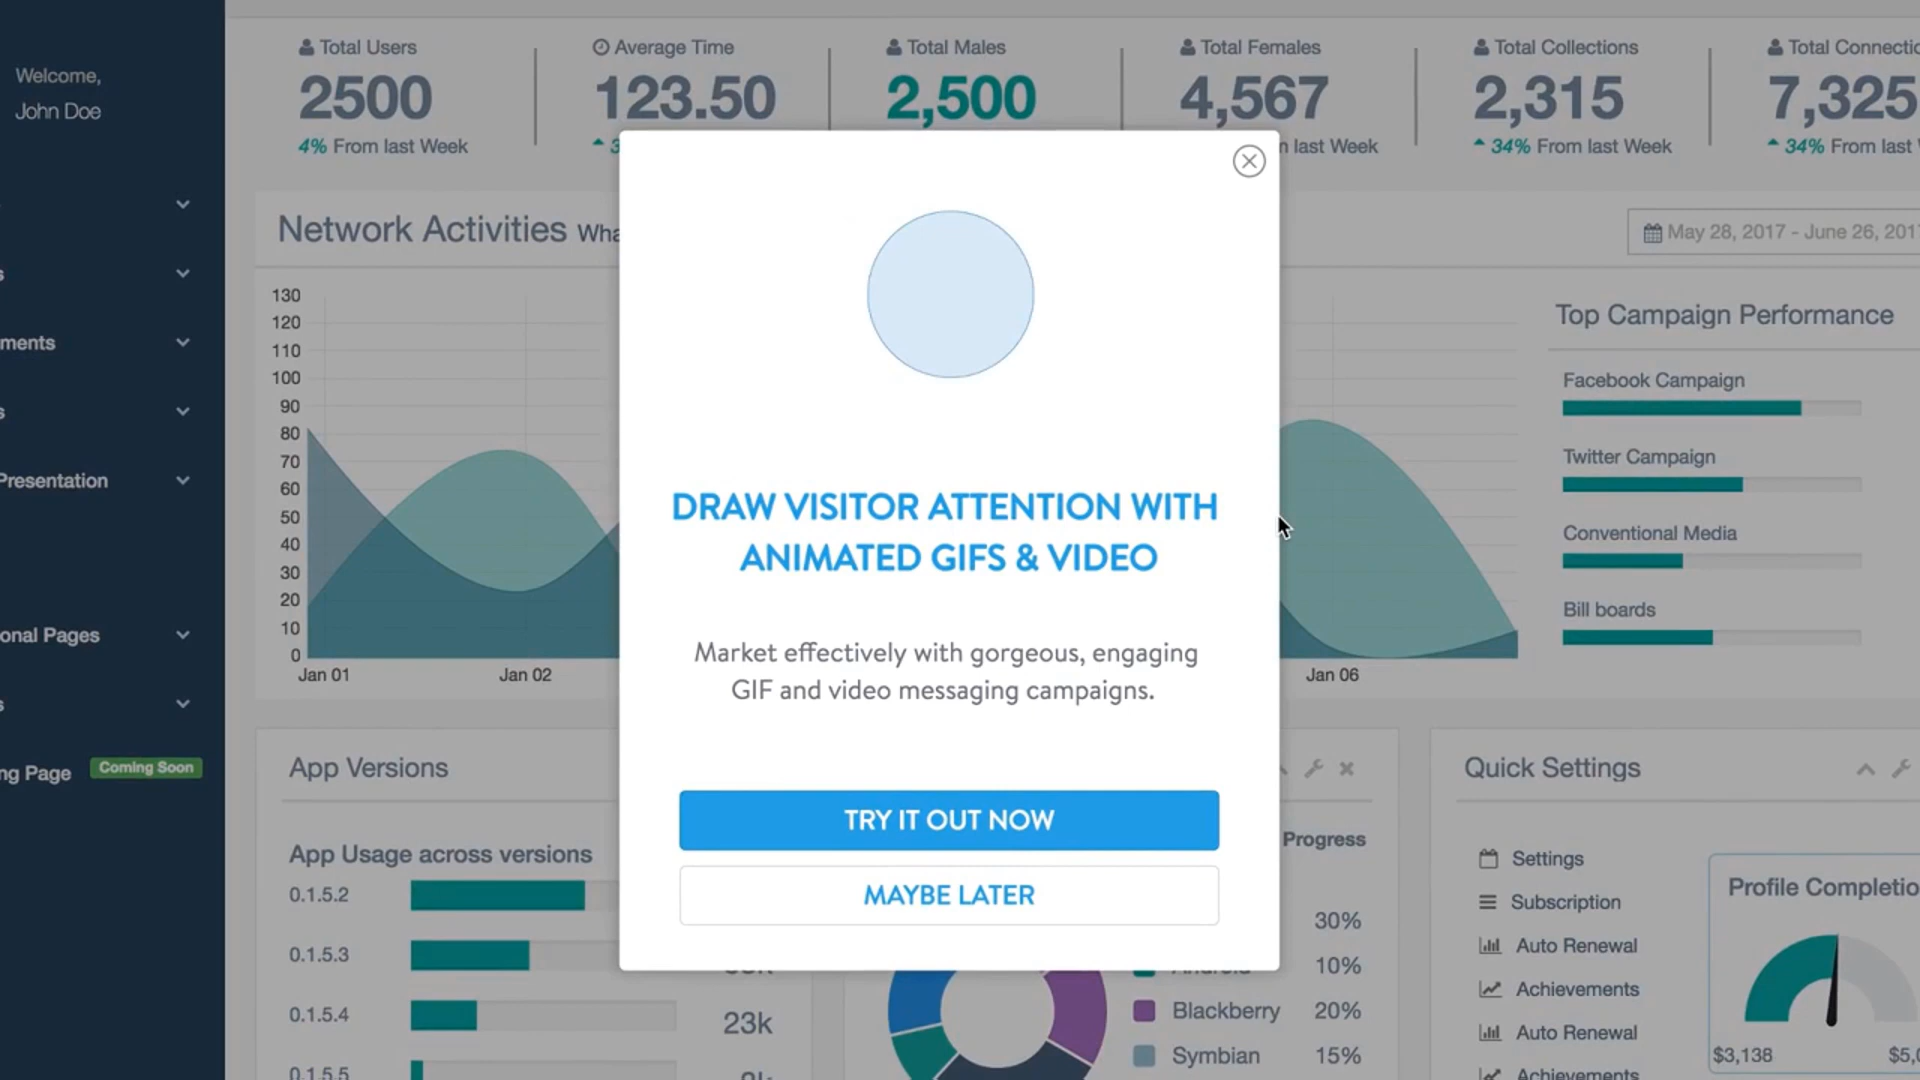 Welcome,
John Doe
ments
Presentation
onal Pages
ng Page
Coming Soon
Total Users
2500
4% From last Week
Average Time
123.50
Total Males
2,500
Total Females
4,567
last Week
Total Collections
2,315
34% From last Week
Total Connectio
7,325
34% From last
Network Activities
May 28, 2017 - June 26, 201
130
120
110
100
90
80
70
60
50
40
30
20
10
0
Jan 01
Jan 02
Jan 06
Top Campaign Performance
Facebook Campaign
Twitter Campaign
Conventional Media
Bill boards
DRAW VISITOR ATTENTION WITH
ANIMATED GIFS & VIDEO
Market effectively with gorgeous, engaging
GIF and video messaging campaigns.
TRY IT OUT NOW
MAYBE LATER
App Versions
App Usage across versions
0.1.5.2
0.1.5.3
0.1.5.4
23k
0.1.5.5
Progress
30%
10%
Blackberry 20%
Symbian 15%
Quick Settings
Settings
Subscription
Auto Renewal
Achievements
Auto Renewal
Achievements
Profile Completio
$3,138